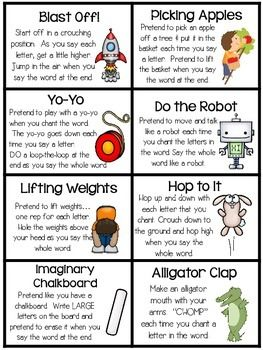 Blast Off!
Start off in a crouching
position. As you say each
letter, get a little higher.
Jump in the air when you
say the word at the end.
Picking Apples
Pretend to pick an apple
off a tree & put it in the
basket each time you say
a letter. Pretend to
lift the basket when you
say the word at the end.
Yo-Yo
Pretend to play with a yo-yo
when you chant the word.
The yo-yo goes down each
time you say a letter.
DO a loop-the-loop at the
end as you say the whole word.
Do the Robot
Pretend to move and talk
like a robot each time
you chant the letters in
the word. Say the whole
word like a robot.
Lifting Weights
Pretend to lift weights...
one rep for each letter.
Hold the weights above
your head as you say the
whole word.
Hop to It
Hop up and down with
each letter that you
chant. Crouch down
to the ground and hop
high when you say the
whole word.
Imaginary
Chalkboard
Pretend like you have a
chalkboard. Write LARGE
letters on the board and
pretend to erase it when you
say the word at the end.
Alligator Clap
Make an alligator
mouth with your
arms. "CHOMP"
each time you chant a
letter in the word.